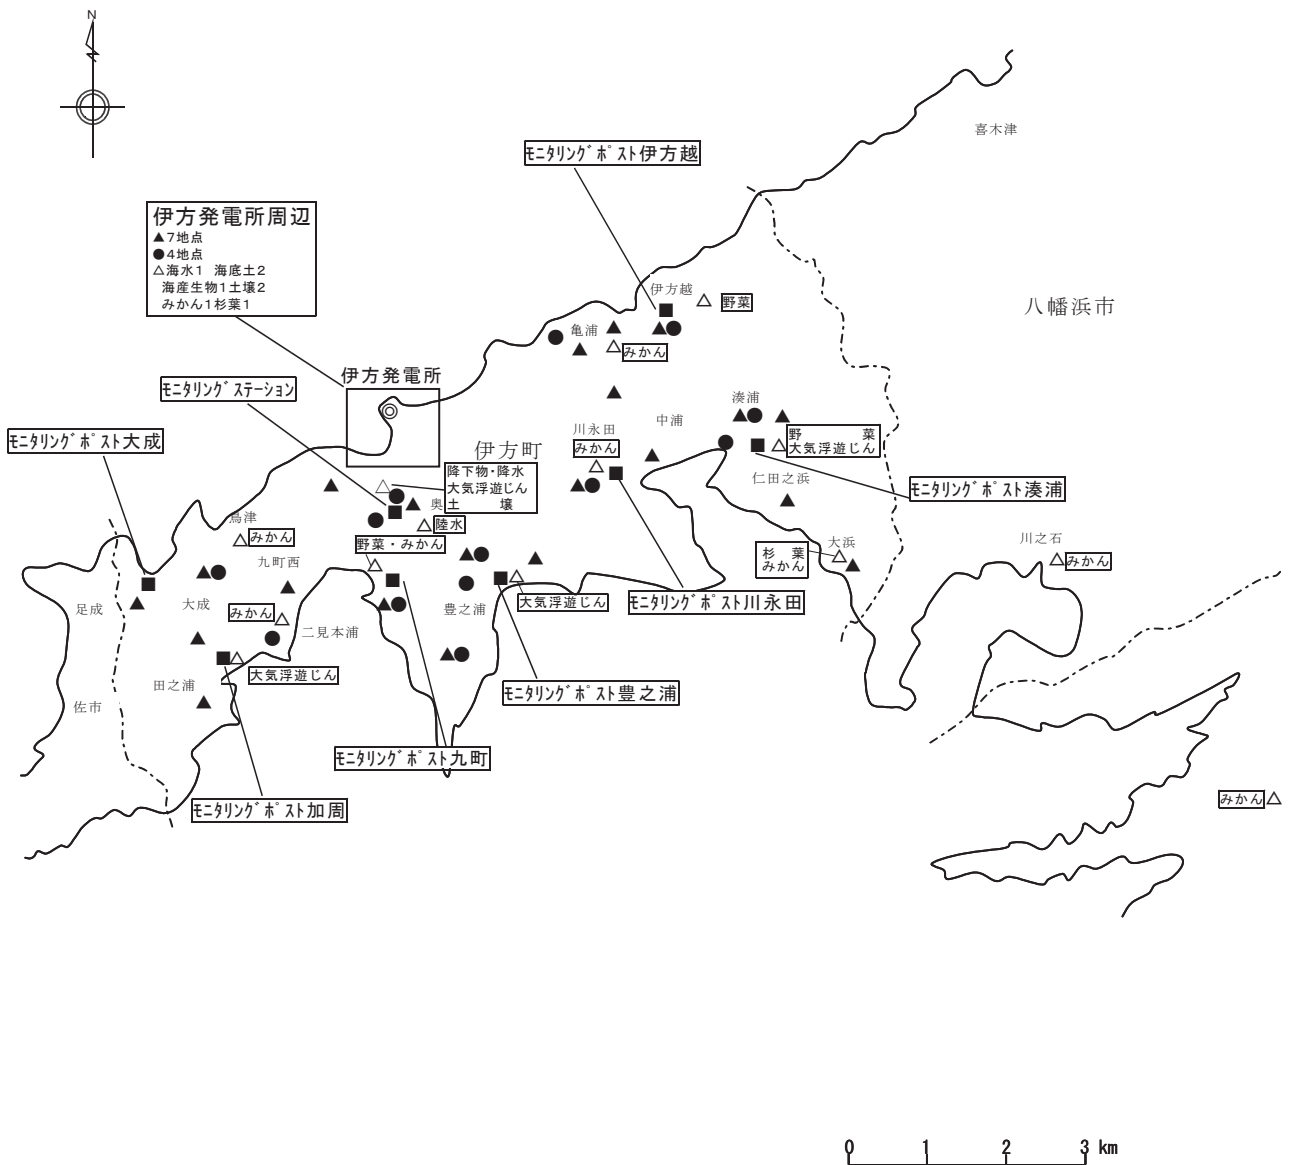 N
喜木津
ﾓﾆﾀﾘﾝｸﾞﾎﾟｽﾄ伊方越
伊方発電所周辺
▲7地点
●4地点
△海水1 海底土2
海産生物1土壌2
みかん1杉葉1
伊方越
野菜
八幡浜市
亀浦
みかん
伊方発電所
ﾓﾆﾀﾘﾝｸﾞｽﾃｰｼｮﾝ
湊浦
中浦
川永田
ﾓﾆﾀﾘﾝｸﾞﾎﾟｽﾄ大成
伊方町
みかん
野菜
大気浮遊じん
降下物・降水
大気浮遊じん
土壌
仁田之浜
ﾓﾆﾀﾘﾝｸﾞﾎﾟｽﾄ湊浦
奥
鳥津
みかん
陸水
野菜・みかん
大浜
杉葉
みかん
川之石
みかん
九町西
足成
大成
みかん
豊之浦
大気浮遊じん
ﾓﾆﾀﾘﾝｸﾞﾎﾟｽﾄ川永田
二見本浦
大気浮遊じん
田之浦
佐市
ﾓﾆﾀﾘﾝｸﾞﾎﾟｽﾄ豊之浦
ﾓﾆﾀﾘﾝｸﾞﾎﾟｽﾄ九町
ﾓﾆﾀﾘﾝｸﾞﾎﾟｽﾄ加周
みかん
0 1 2 3 km